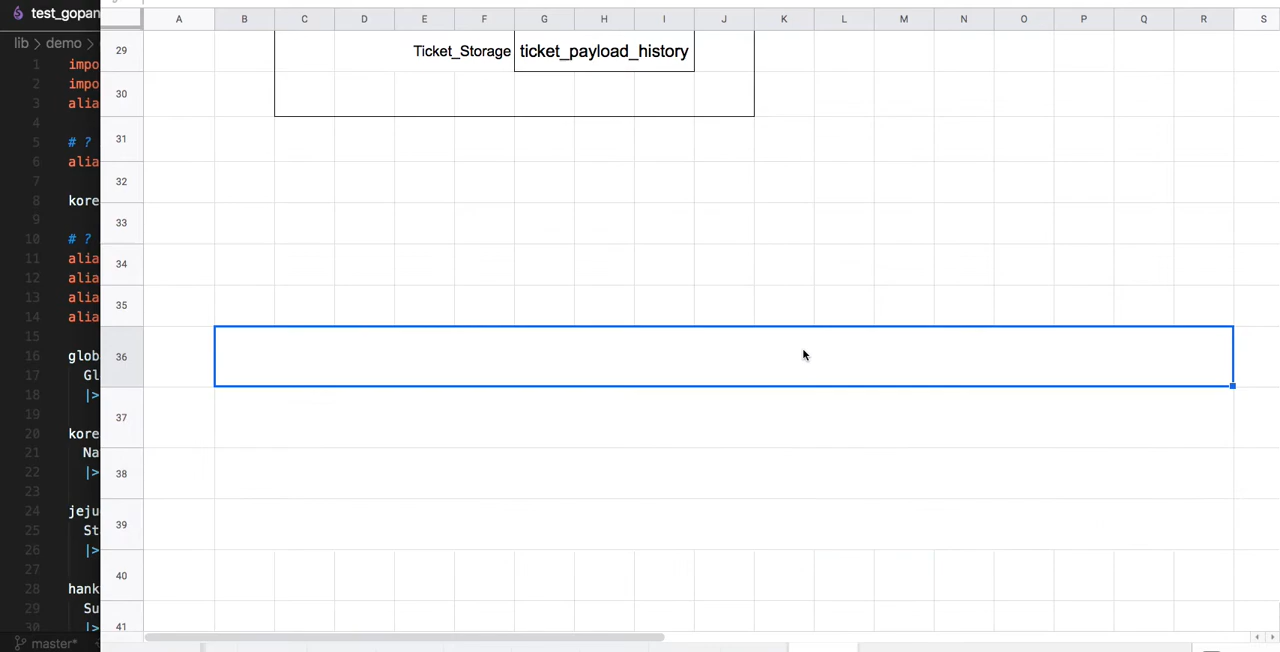 test_gopan
A B C D E F G H I J K L M N O P Q R S
lib > demo >
29 Ticket_Storage ticket_payload_history
30
31
32
33
34
35
36
37
38
39
40
41
1 impo
2 impo
3 alia
4
5 # ?
6 alia
7
8 kore
9
10 # ?
11 alia
12 alia
13 alia
14 alia
15
16 glob
17 Gl
18 |>
19
20 kore
21 Na
22 |>
23
24 jeju
25 St
26 |>
27
28 hank
29 Su
30 |>
master*